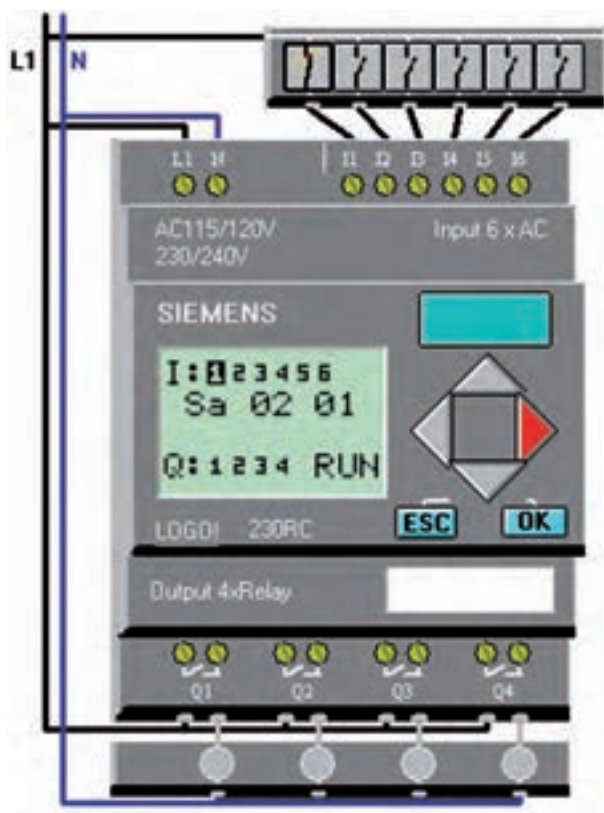 L1 N
L1 N I1 I2 I3 I4 I5 I6
AC115/120V Input 6 x AC
230/240V
SIEMENS
I:123456
Sa 02 01
Q:1234 RUN
ESC OK
LOGO! 230RC
Output 4xRelay
Q1 Q2 Q3 Q4